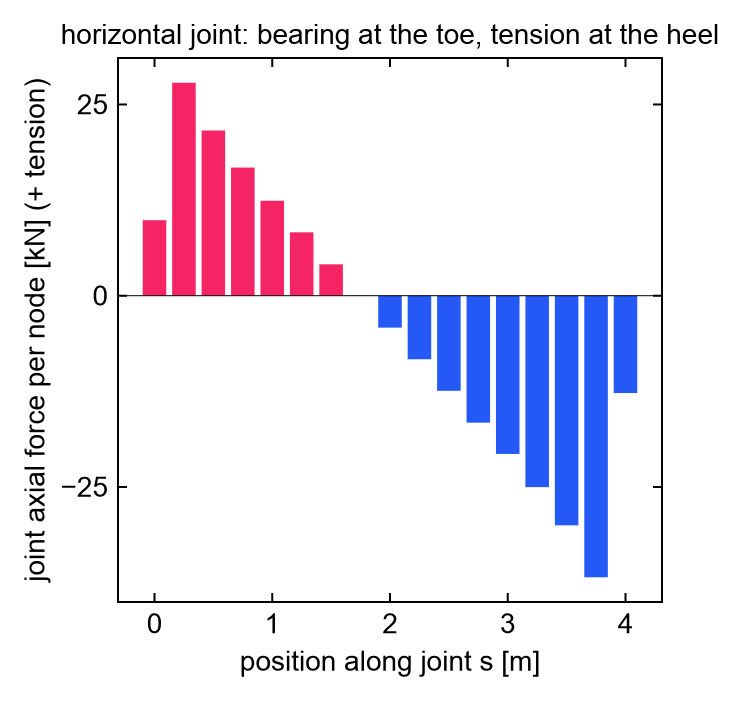 horizontal joint: bearing at the toe, tension at the heel
joint axial force per node [kN] (+ tension)
25
0
−25
0 1 2 3 4
position along joint s [m]